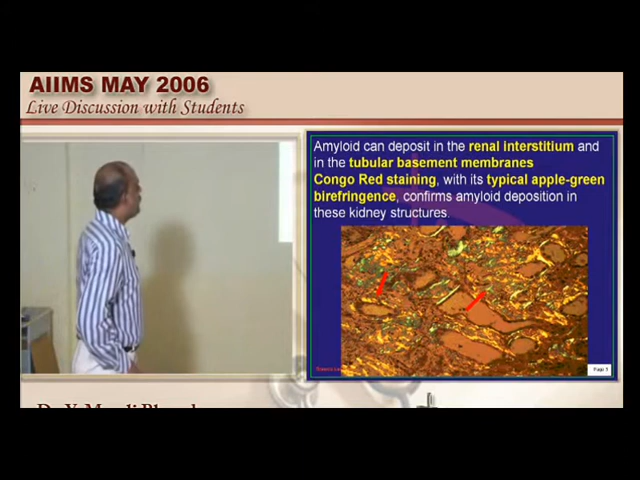 AIIMS MAY 2006
Live Discussion with Students
Amyloid can deposit in the renal interstitium and
in the tubular basement membranes
Congo Red staining, with its typical apple-green
birefringence, confirms amyloid deposition in
these kidney structures.